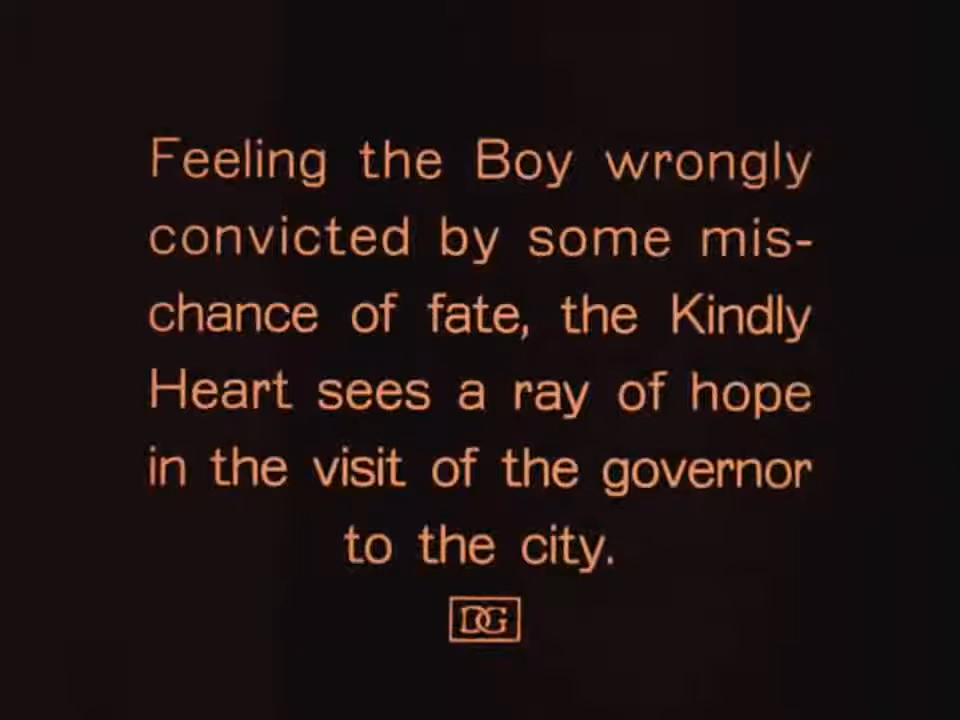 Feeling the Boy wrongly
convicted by some mis-
chance of fate, the Kindly
Heart sees a ray of hope
in the visit of the governor
to the city.
DG